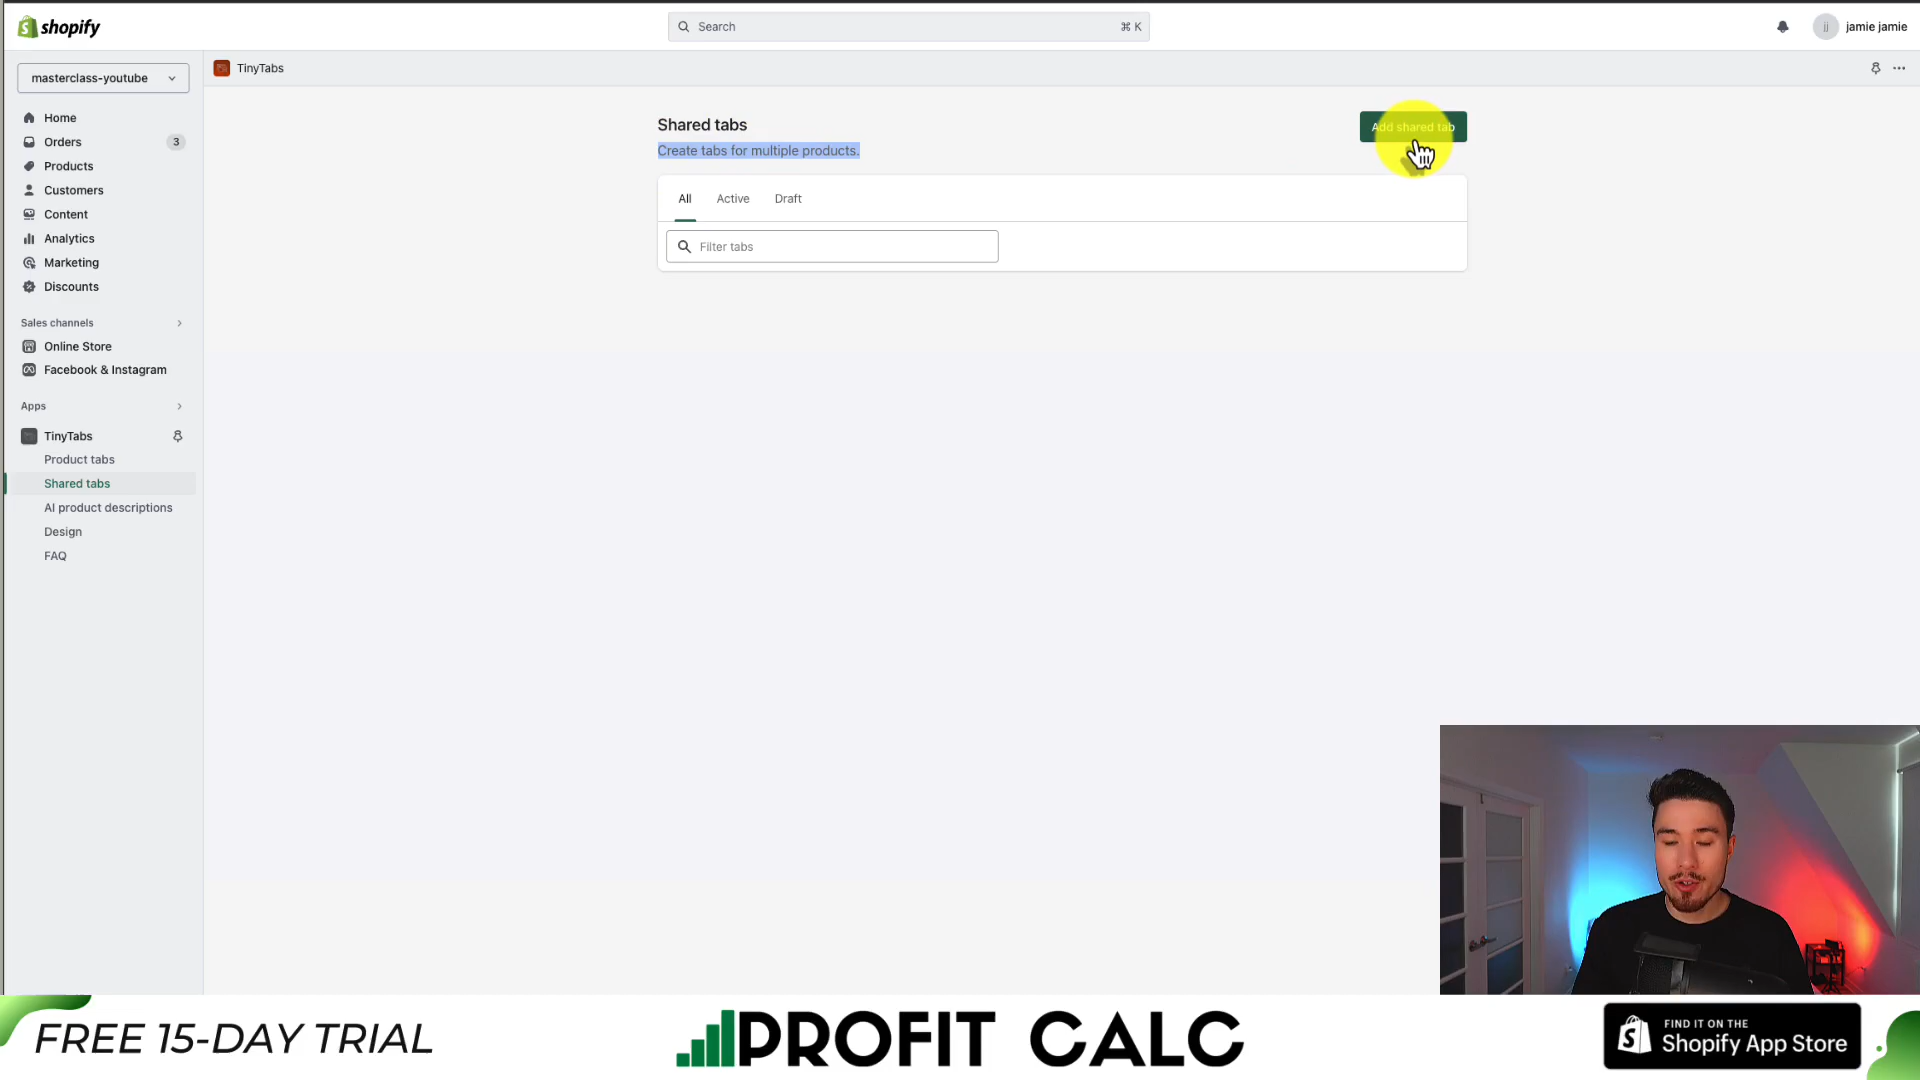 shopify
Search
⌘ K
jj
jamie jamie
masterclass-youtube
TinyTabs
Home
Orders
3
Products
Customers
Content
Analytics
Marketing
Discounts
Sales channels
Online Store
Facebook & Instagram
Apps
TinyTabs
Product tabs
Shared tabs
AI product descriptions
Design
FAQ
Shared tabs
Create tabs for multiple products.
Add shared tab
All
Active
Draft
Filter tabs
FREE 15-DAY TRIAL
PROFIT CALC
FIND IT ON THE
Shopify App Store